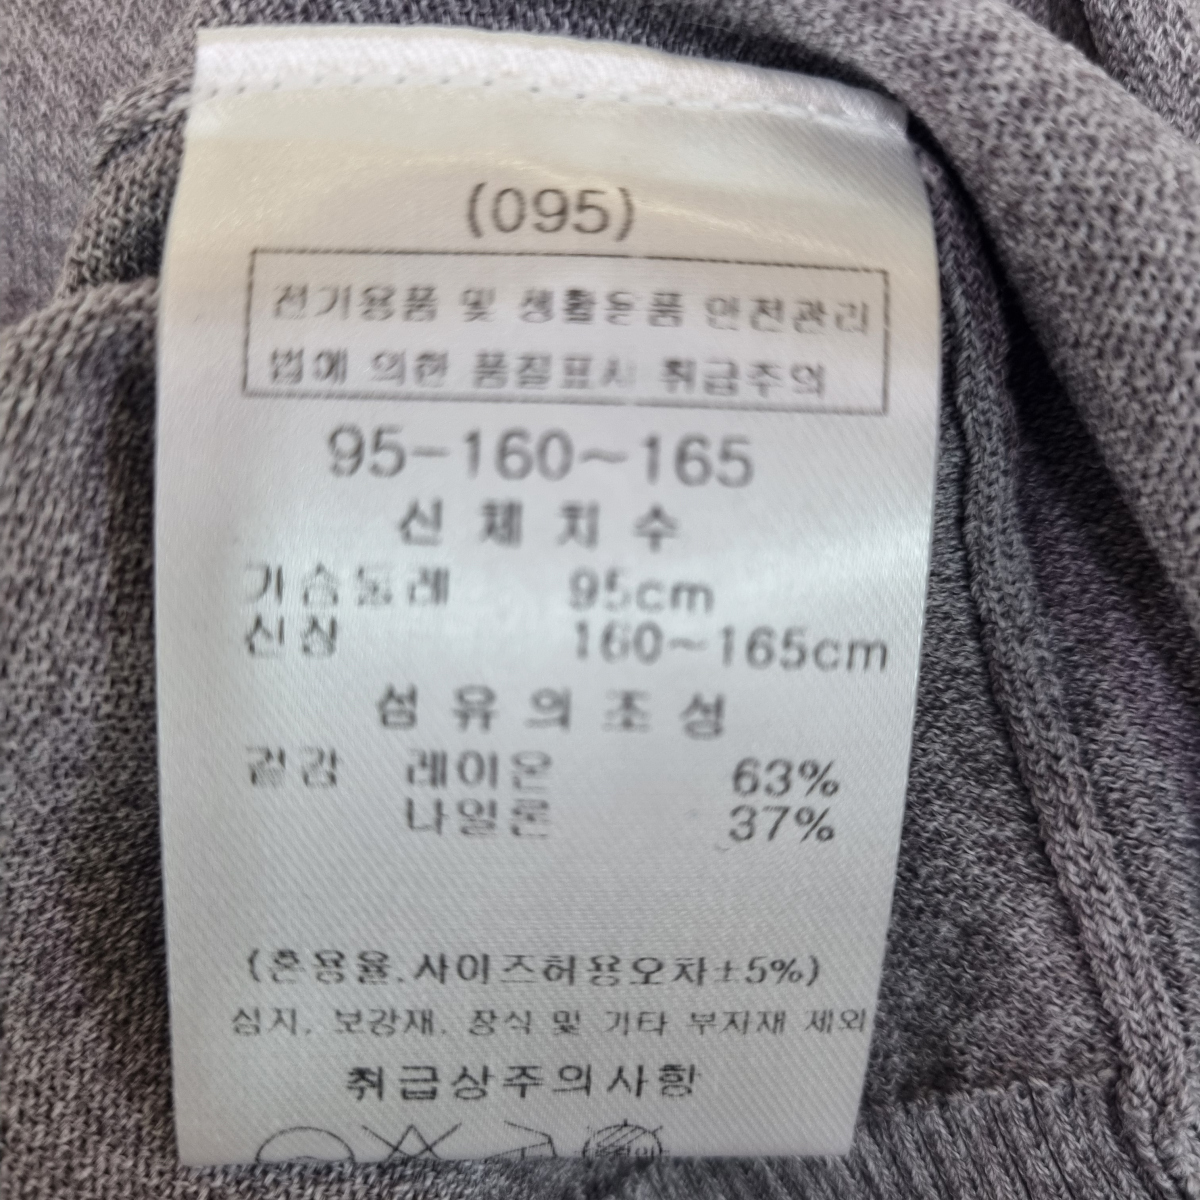 (095)
전기용품 및 생활용품 안전관리
법에 의한 품질표시 취급주의
95-160~165
신체치수
가슴둘레 95cm
신장 160~165cm
섬유의조성
겉감 레이온 63%
나일론 37%
(혼용율.사이즈허용오차±5%)
심지, 보강재, 장식 및 기타 부자재 제외
취급상주의사항